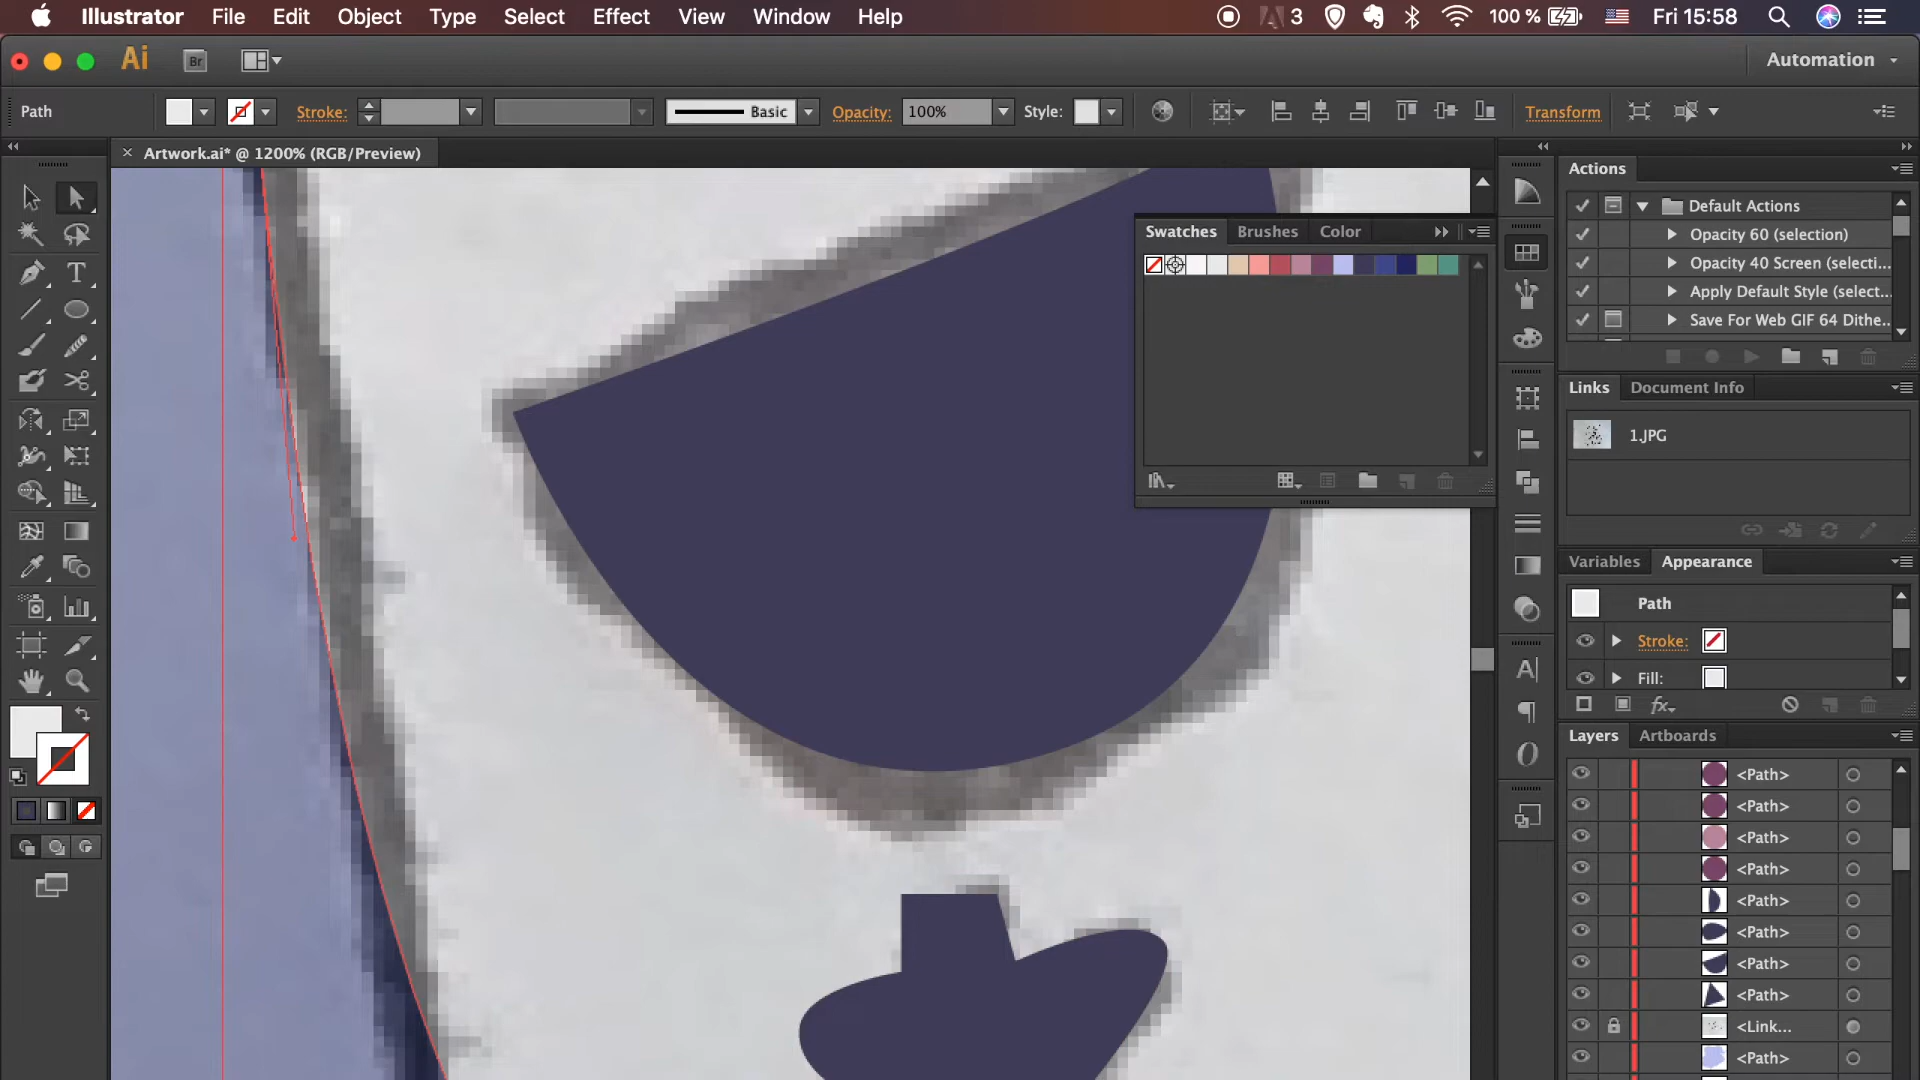 Illustrator File Edit Object Type Select Effect View Window Help 3 100 % Fri 15:58
Ai Br Automation
Path Stroke: Basic Opacity: 100% Style: Transform
× Artwork.ai* @ 1200% (RGB/Preview)
Actions
Default Actions
Opacity 60 (selection)
Opacity 40 Screen (selecti...
Apply Default Style (select...
Save For Web GIF 64 Dithe...
Swatches Brushes Color
Links Document Info
1.JPG
Variables Appearance
Path
Stroke:
Fill:
fx
Layers Artboards
<Path>
<Path>
<Path>
<Path>
<Path>
<Path>
<Path>
<Path>
<Link...
<Path>